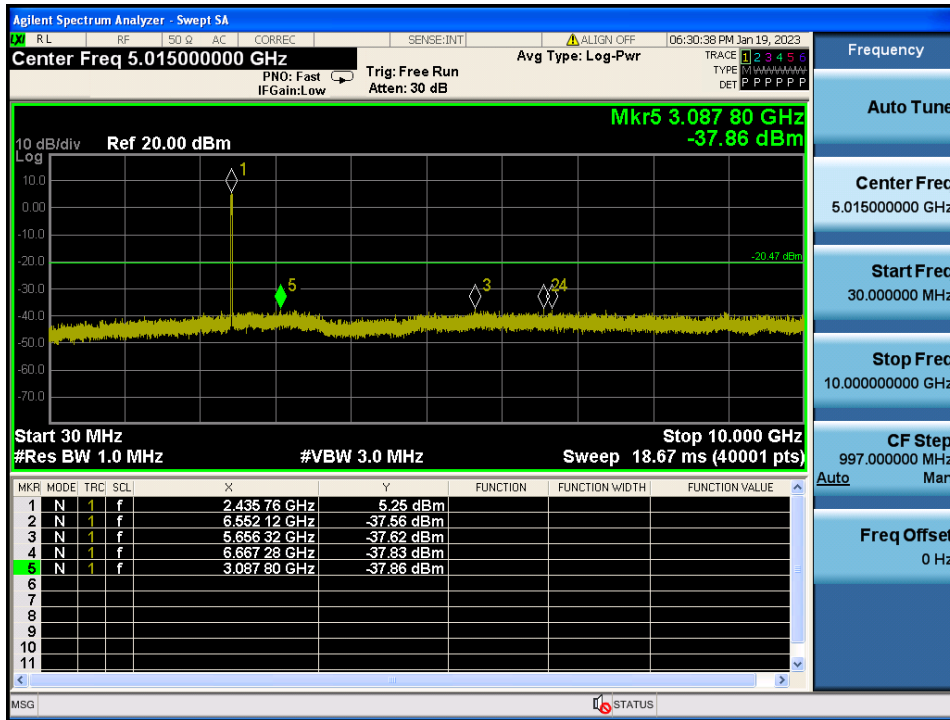 Agilent Spectrum Analyzer - Swept SA
LXI RL RF 50 Ω AC CORREC SENSE:INT ALIGN OFF 06:30:38 PM Jan 19, 2023
Center Freq 5.015000000 GHz
PNO: Fast
IFGain:Low
Trig: Free Run
Atten: 30 dB
Avg Type: Log-Pwr
TRACE 1 2 3 4 5 6
TYPE M
DET P P P P P P
Mkr5 3.087 80 GHz
-37.86 dBm
10 dB/div Ref 20.00 dBm
Log
10.0
0.00
-10.0
-20.0
-30.0
-40.0
-50.0
-60.0
-70.0
1
5
3
24
-20.47 dBm
Start 30 MHz Stop 10.000 GHz
#Res BW 1.0 MHz #VBW 3.0 MHz Sweep 18.67 ms (40001 pts)
MKR MODE TRC SCL X Y FUNCTION FUNCTION WIDTH FUNCTION VALUE
1 N 1 f 2.435 76 GHz 5.25 dBm
2 N 1 f 6.552 12 GHz -37.56 dBm
3 N 1 f 5.656 32 GHz -37.62 dBm
4 N 1 f 6.667 28 GHz -37.83 dBm
5 N 1 f 3.087 80 GHz -37.86 dBm
6
7
8
9
10
11
MSG STATUS
Frequency
Auto Tune
Center Freq
5.015000000 GHz
Start Freq
30.000000 MHz
Stop Freq
10.000000000 GHz
CF Step
997.000000 MHz
Auto Man
Freq Offset
0 Hz